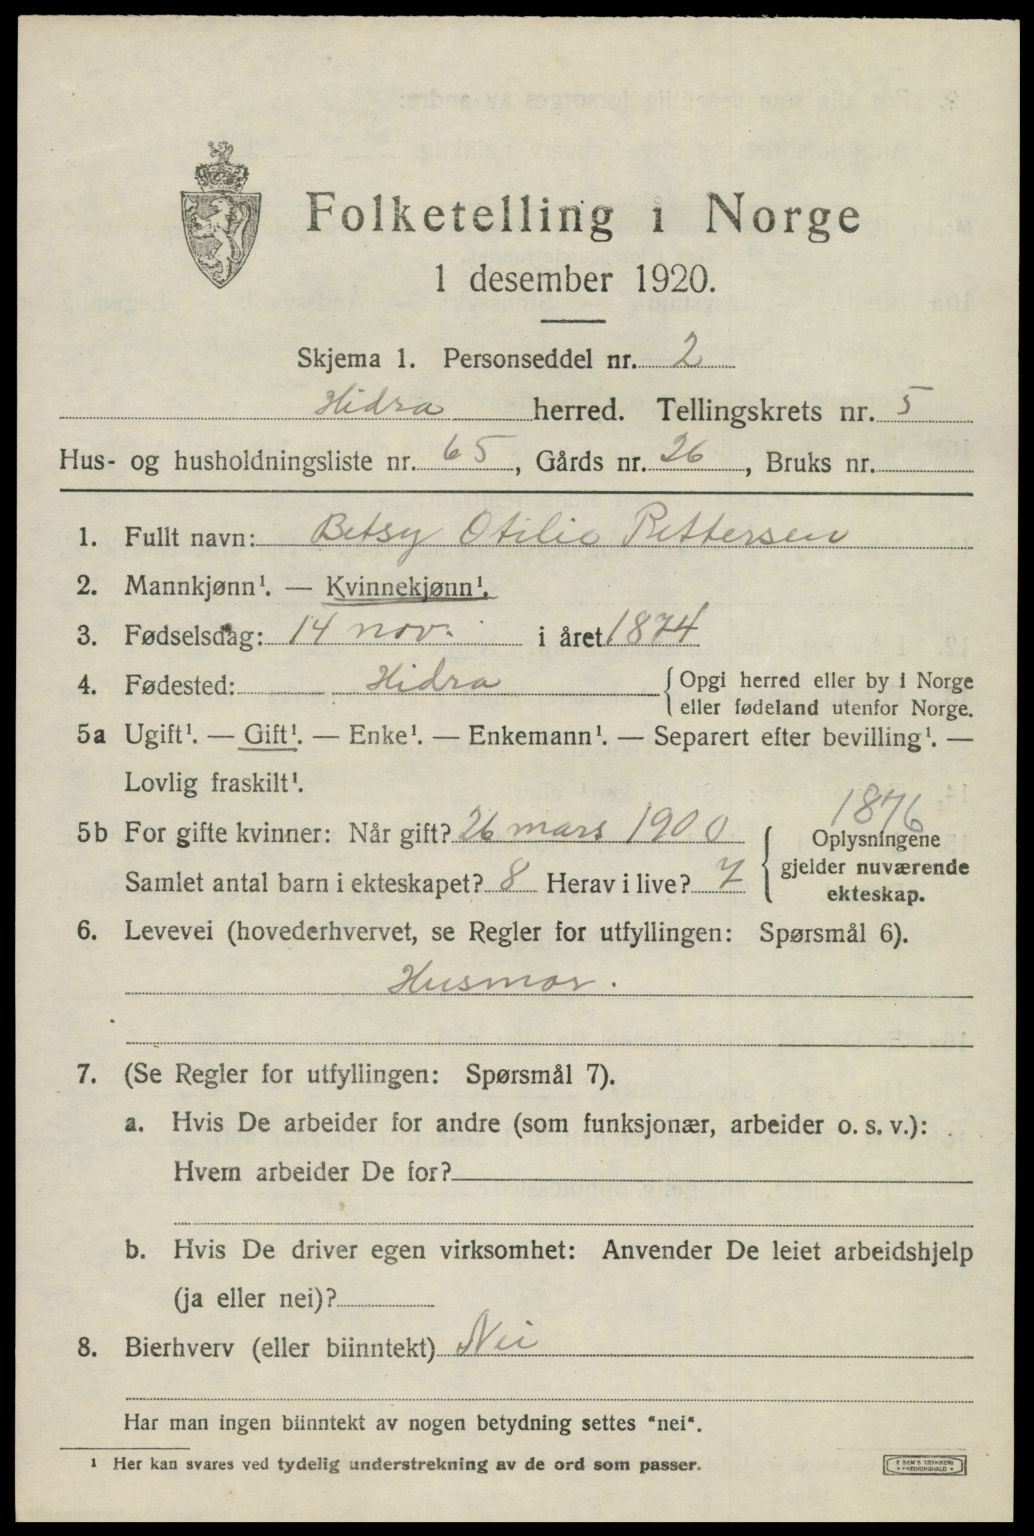 Folketelling i Norge
1 desember 1920.
Skjema 1. Personseddel nr. 2
Hidra herred. Tellingskrets nr. 5
Hus- og husholdningsliste nr. 65, Gårds nr. 26, Bruks nr.
1. Fullt navn: Betsy Otilie Pettersen
2. Mannkjønn¹. — Kvinnekjønn¹.
3. Fødselsdag: 14 nov. i året 1874
4. Fødested: Hidra {Opgi herred eller by i Norge
eller fødeland utenfor Norge.
5a Ugift¹. — Gift¹. — Enke¹. — Enkemann¹. — Separert efter bevilling¹. —
Lovlig fraskilt¹.
1876
5b For gifte kvinner: Når gift? 26 mars 1900 { Oplysningene
gjelder nuværende
Samlet antal barn i ekteskapet? 8 Herav i live? 7
ekteskap.
6. Levevei (hovederhvervet, se Regler for utfyllingen: Spørsmål 6).
Husmor.
7. (Se Regler for utfyllingen: Spørsmål 7).
a. Hvis De arbeider for andre (som funksjonær, arbeider o. s. v.):
Hvem arbeider De for?
b. Hvis De driver egen virksomhet: Anvender De leiet arbeidshjelp
(ja eller nei)?
8. Bierhverv (eller biinntekt) Nei
Har man ingen biinntekt av nogen betydning settes "nei".
¹ Her kan svares ved tydelig understrekning av de ord som passer.